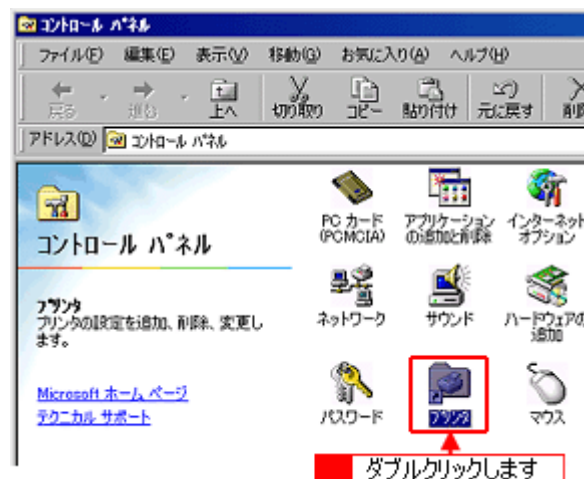 コントロール パネル
ファイル(F) 編集(E) 表示(V) 移動(G) お気に入り(A) ヘルプ(H)
戻る 進む 上へ 切り取り コピー 貼り付け 元に戻す 削除
アドレス(D) コントロール パネル
コントロール パネル
プリンタ
プリンタの設定を追加、削除、変更し
ます。
Microsoft ホーム ページ
テクニカル サポート
PC カード
(PCMCIA)
アプリケーション
の追加と削除
インターネット
オプション
ネットワーク
サウンド
ハードウェアの
追加
パスワード
プリンタ
マウス
ダブルクリックします